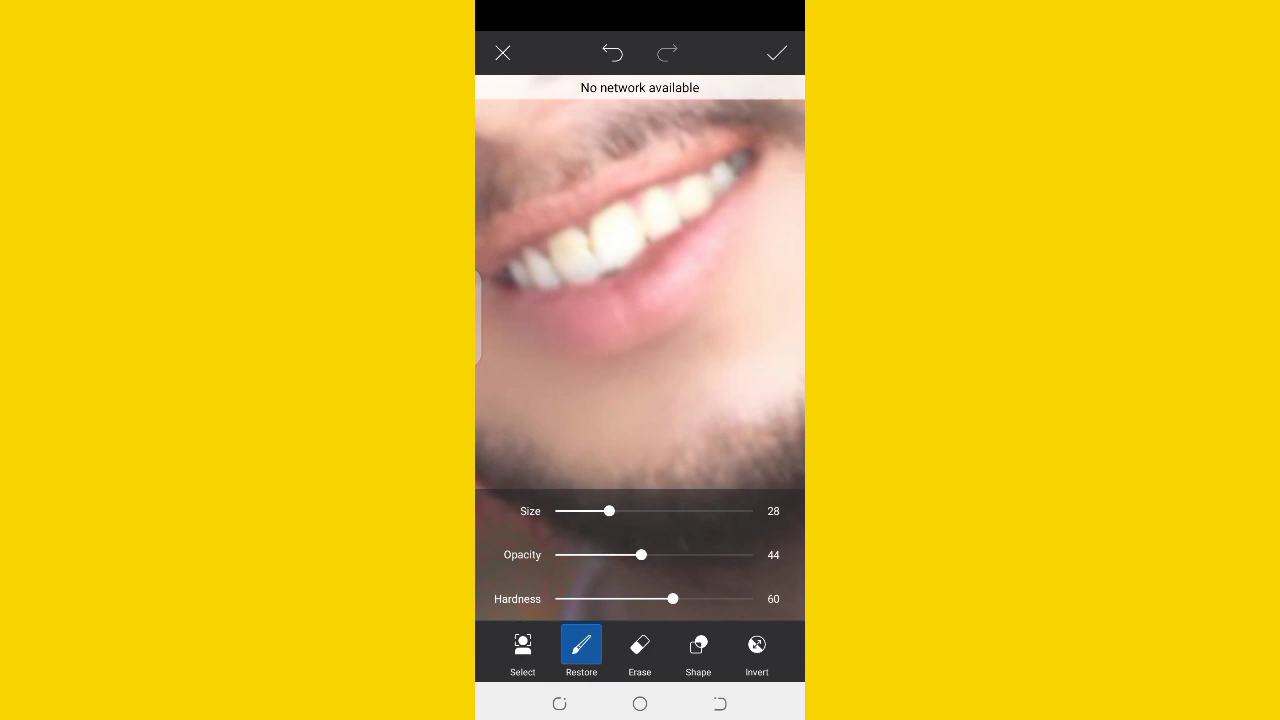 No network available
Size 28
Opacity 44
Hardness 60
Select Restore Erase Shape Invert